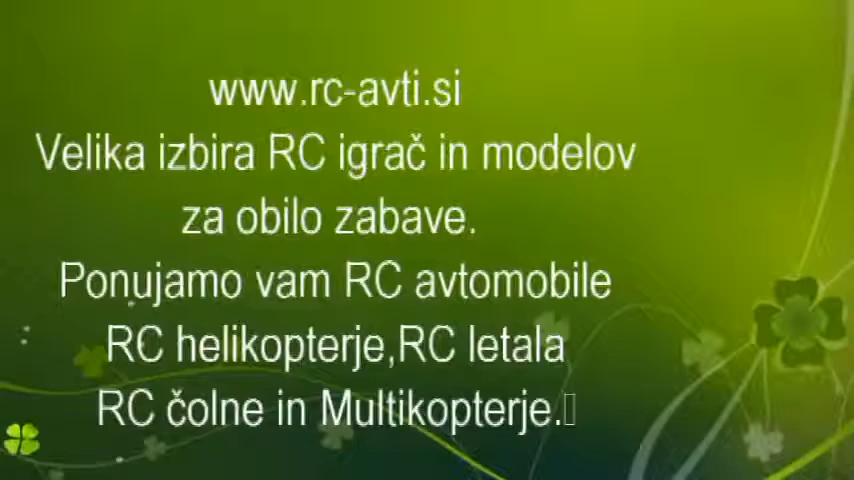 www.rc-avti.si
Velika izbira RC igrač in modelov
za obilo zabave.
Ponujamo vam RC avtomobile
RC helikopterje,RC letala
RC čolne in Multikopterje.